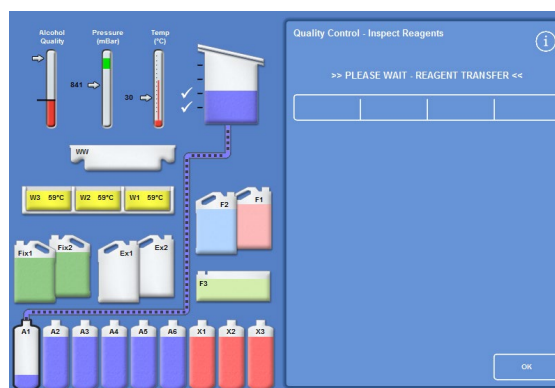 Alcohol
Quality
Pressure
(mBar)
Temp
(°C)
841
30
WW
W3 59°C
W2 59°C
W1 59°C
F2
F1
Fix1
Fix2
Ex1
Ex2
F3
A1
A2
A3
A4
A5
A6
X1
X2
X3
Quality Control - Inspect Reagents
i
>> PLEASE WAIT - REAGENT TRANSFER <<
OK